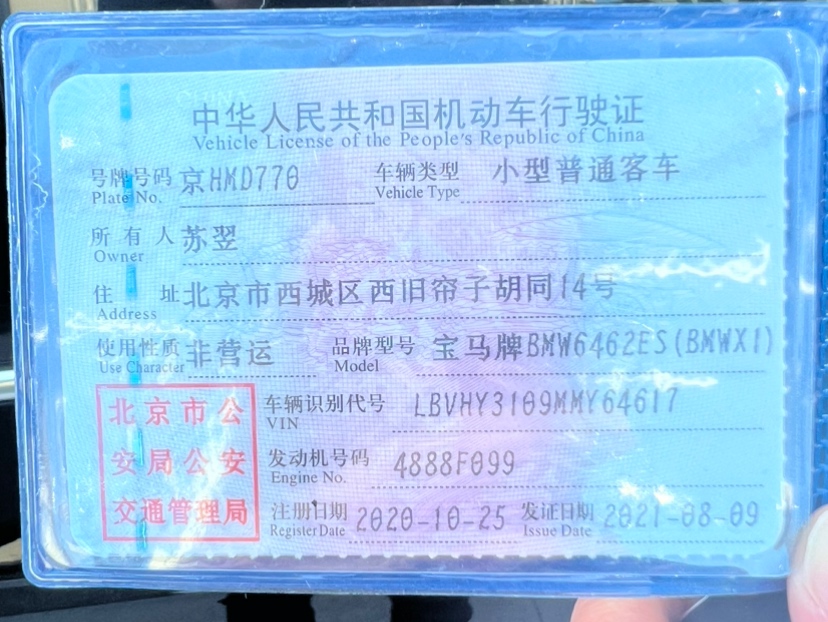 中华人民共和国机动车行驶证
Vehicle License of the People's Republic of China
号牌号码 京HMD770 车辆类型 小型普通客车
Plate No. Vehicle Type
所有人 苏翌
Owner
住址 北京市西城区西旧帘子胡同14号
Address
使用性质 非营运 品牌型号 宝马牌BMW6462ES(BMWX1)
Use Character Model
北京市公 车辆识别代号 LBVHY3109MMY64617
VIN
安局公安 发动机号码 4888F099
Engine No.
交通管理局 注册日期 2020-10-25 发证日期 2021-08-09
Register Date Issue Date